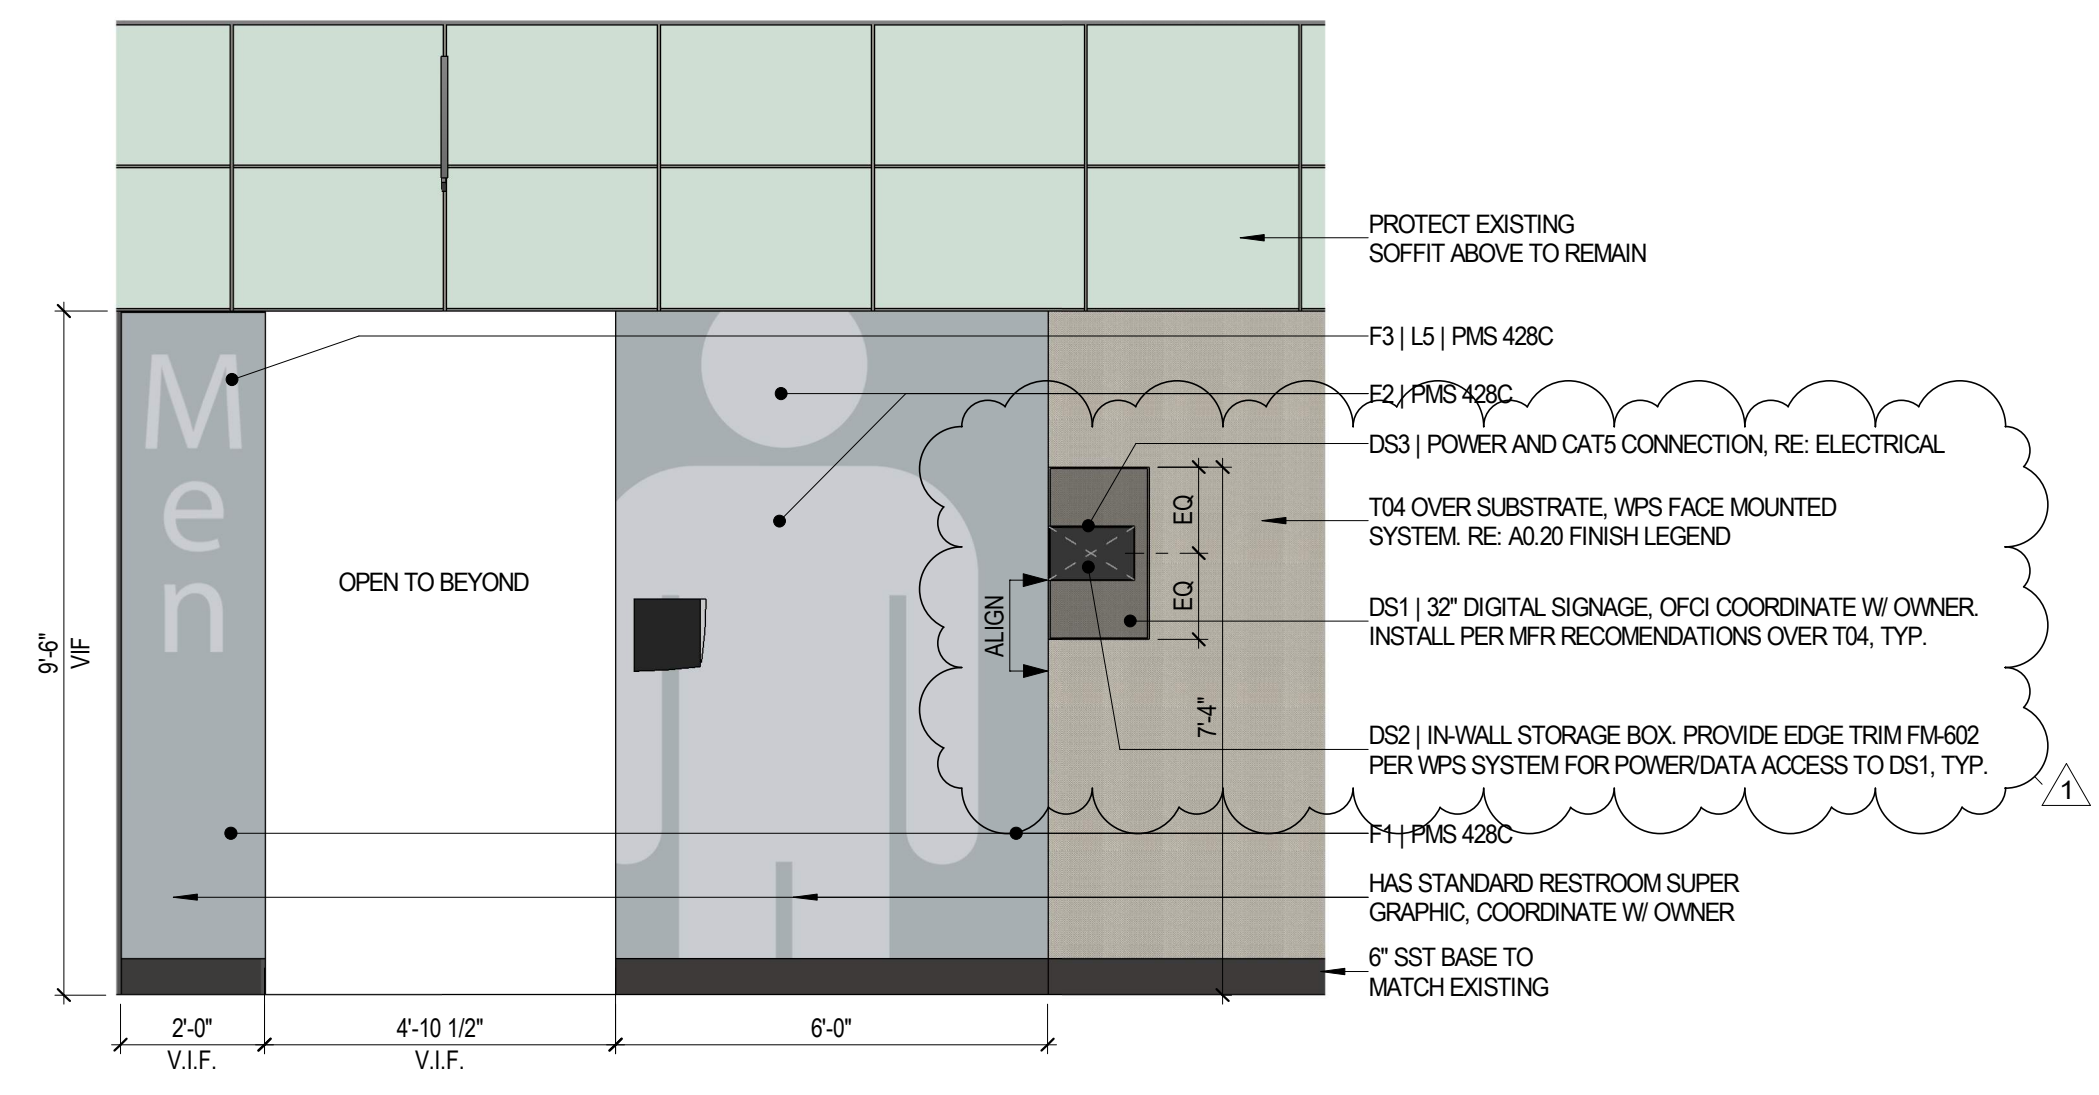 PROTECT EXISTING
SOFFIT ABOVE TO REMAIN
F3 | L5 | PMS 428C
F2 | PMS 428C
DS3 | POWER AND CAT5 CONNECTION, RE: ELECTRICAL
T04 OVER SUBSTRATE, WPS FACE MOUNTED
SYSTEM. RE: A0.20 FINISH LEGEND
DS1 | 32" DIGITAL SIGNAGE, OFCI COORDINATE W/ OWNER.
INSTALL PER MFR RECOMENDATIONS OVER T04, TYP.
DS2 | IN-WALL STORAGE BOX. PROVIDE EDGE TRIM FM-602
PER WPS SYSTEM FOR POWER/DATA ACCESS TO DS1, TYP.
1
F1 | PMS 428C
HAS STANDARD RESTROOM SUPER
GRAPHIC, COORDINATE W/ OWNER
6" SST BASE TO
MATCH EXISTING
9'-6"
VIF
M
e
n
OPEN TO BEYOND
ALIGN
EQ
EQ
7'-4"
2'-0"
V.I.F.
4'-10 1/2"
V.I.F.
6'-0"